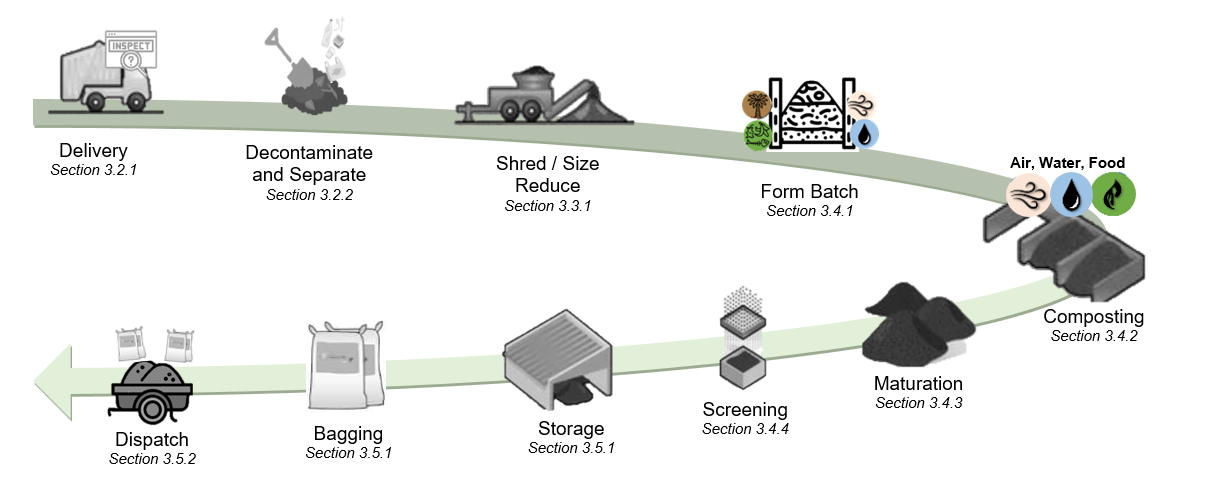 INSPECT
?
Delivery
Section 3.2.1
Decontaminate
and Separate
Section 3.2.2
Shred / Size
Reduce
Section 3.3.1
Form Batch
Section 3.4.1
Air, Water, Food
Composting
Section 3.4.2
Maturation
Section 3.4.3
Screening
Section 3.4.4
Storage
Section 3.5.1
Bagging
Section 3.5.1
Dispatch
Section 3.5.2